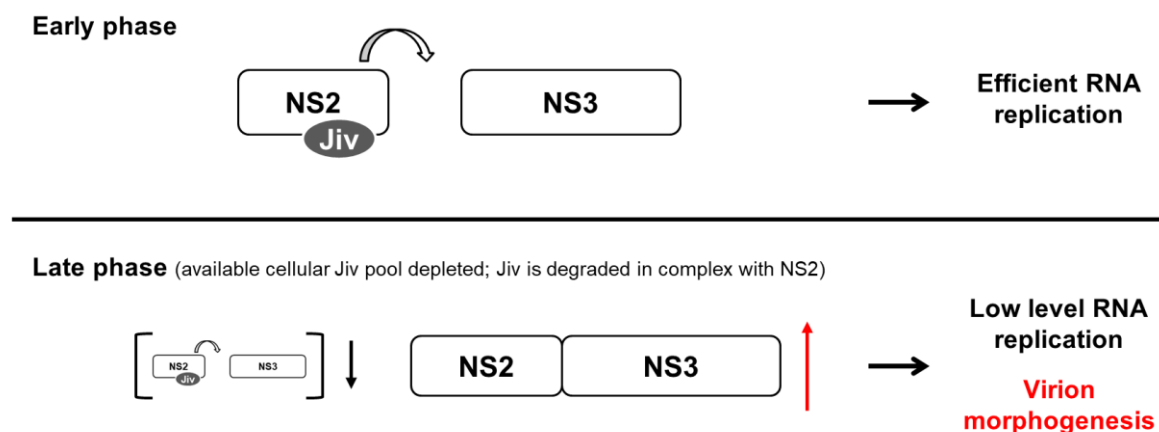 Early phase
NS2
Jiv
NS3
Efficient RNA
replication
Late phase (available cellular Jiv pool depleted; Jiv is degraded in complex with NS2)
NS2
Jiv
NS3
NS2
NS3
Low level RNA
replication
Virion
morphogenesis